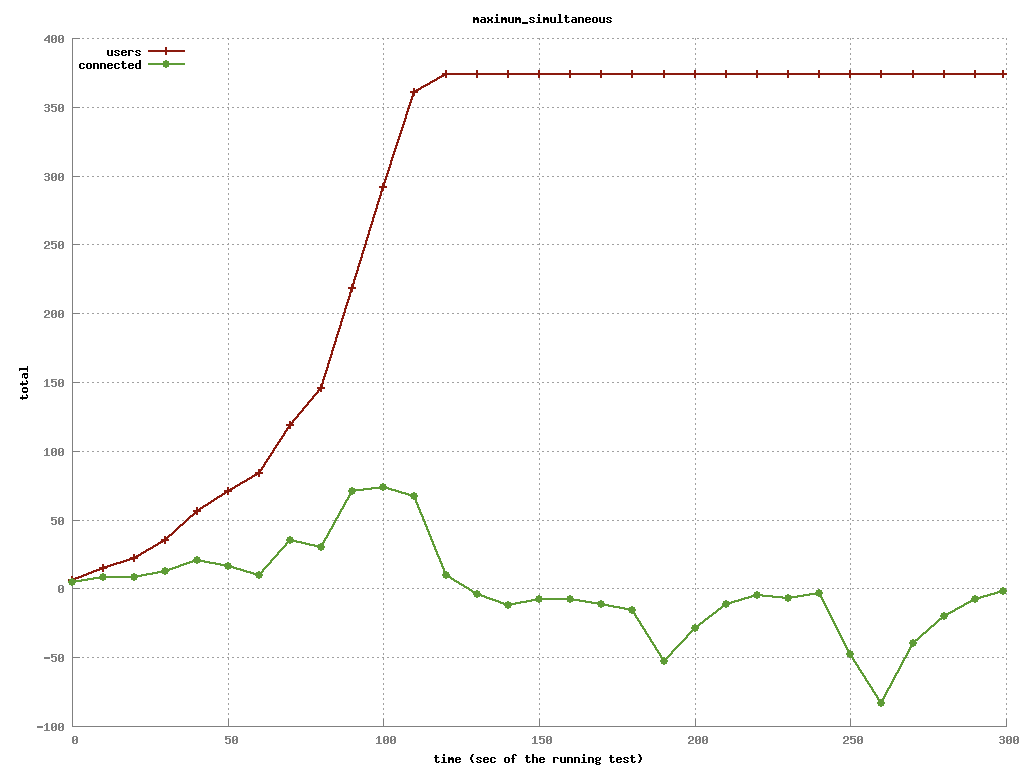 maximum_simultaneous
400
350
300
250
200
150
100
50
0
-50
-100
users
connected
total
0 50 100 150 200 250 300
time (sec of the running test)